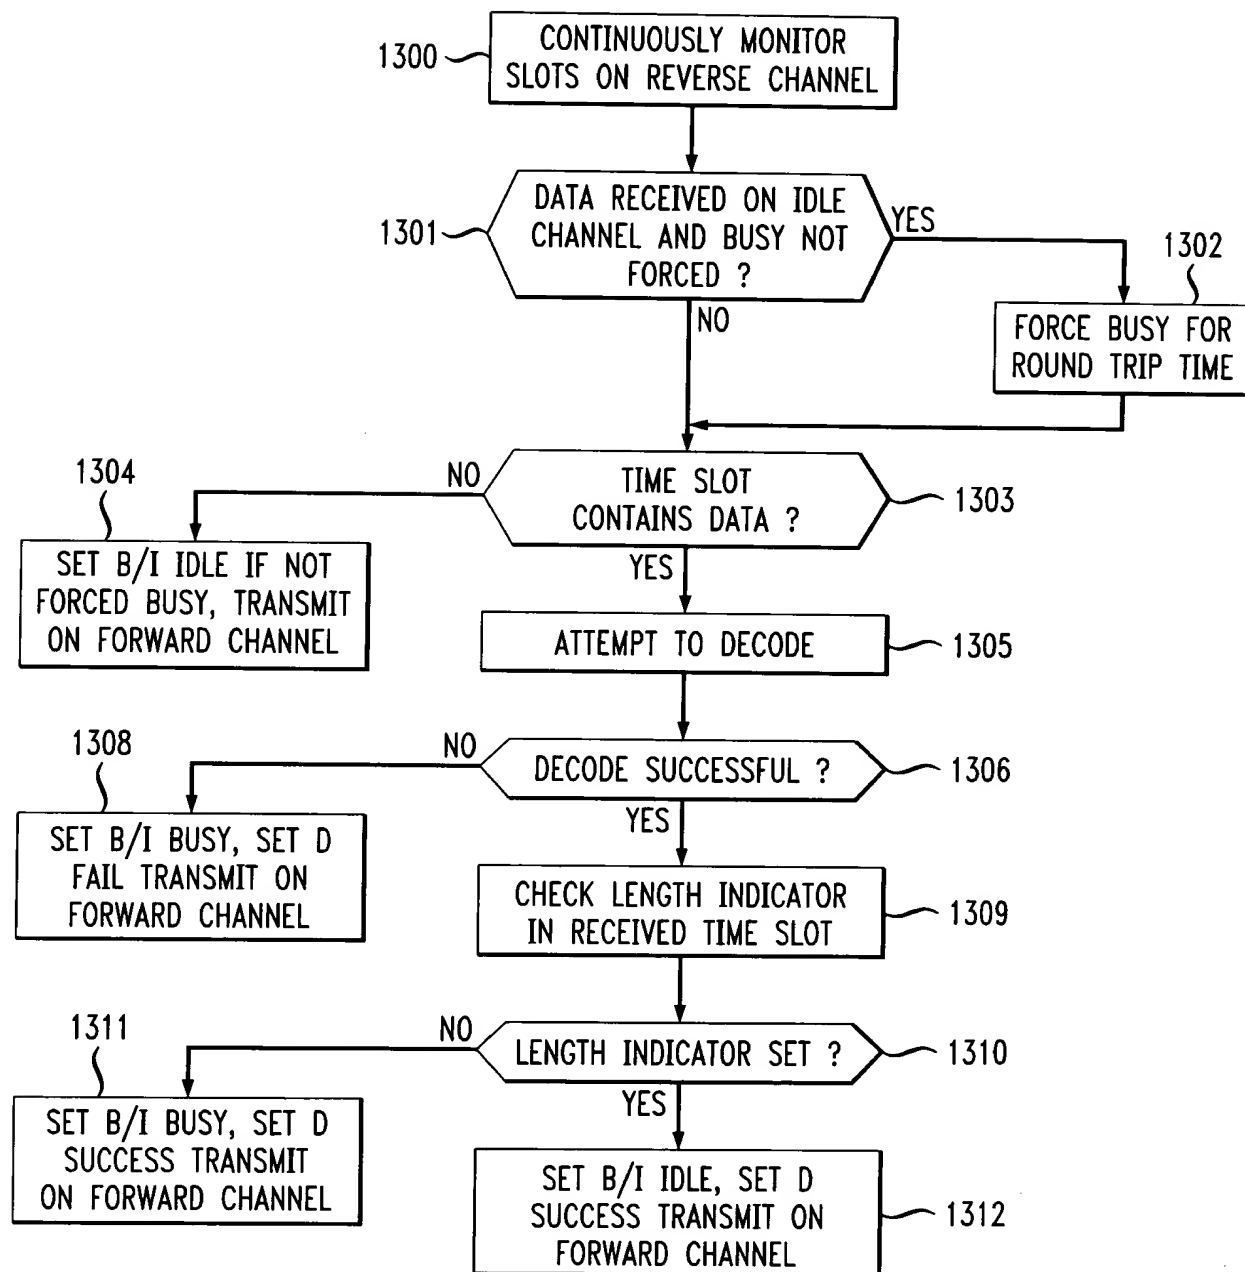 1300
CONTINUOUSLY MONITOR
SLOTS ON REVERSE CHANNEL
1301
DATA RECEIVED ON IDLE
CHANNEL AND BUSY NOT
FORCED ?
YES
NO
1302
FORCE BUSY FOR
ROUND TRIP TIME
1303
TIME SLOT
CONTAINS DATA ?
NO
YES
1304
SET B/I IDLE IF NOT
FORCED BUSY, TRANSMIT
ON FORWARD CHANNEL
ATTEMPT TO DECODE
1305
DECODE SUCCESSFUL ?
1306
NO
YES
1308
SET B/I BUSY, SET D
FAIL TRANSMIT ON
FORWARD CHANNEL
CHECK LENGTH INDICATOR
IN RECEIVED TIME SLOT
1309
LENGTH INDICATOR SET ?
1310
NO
YES
1311
SET B/I BUSY, SET D
SUCCESS TRANSMIT
ON FORWARD CHANNEL
SET B/I IDLE, SET D
SUCCESS TRANSMIT ON
FORWARD CHANNEL
1312